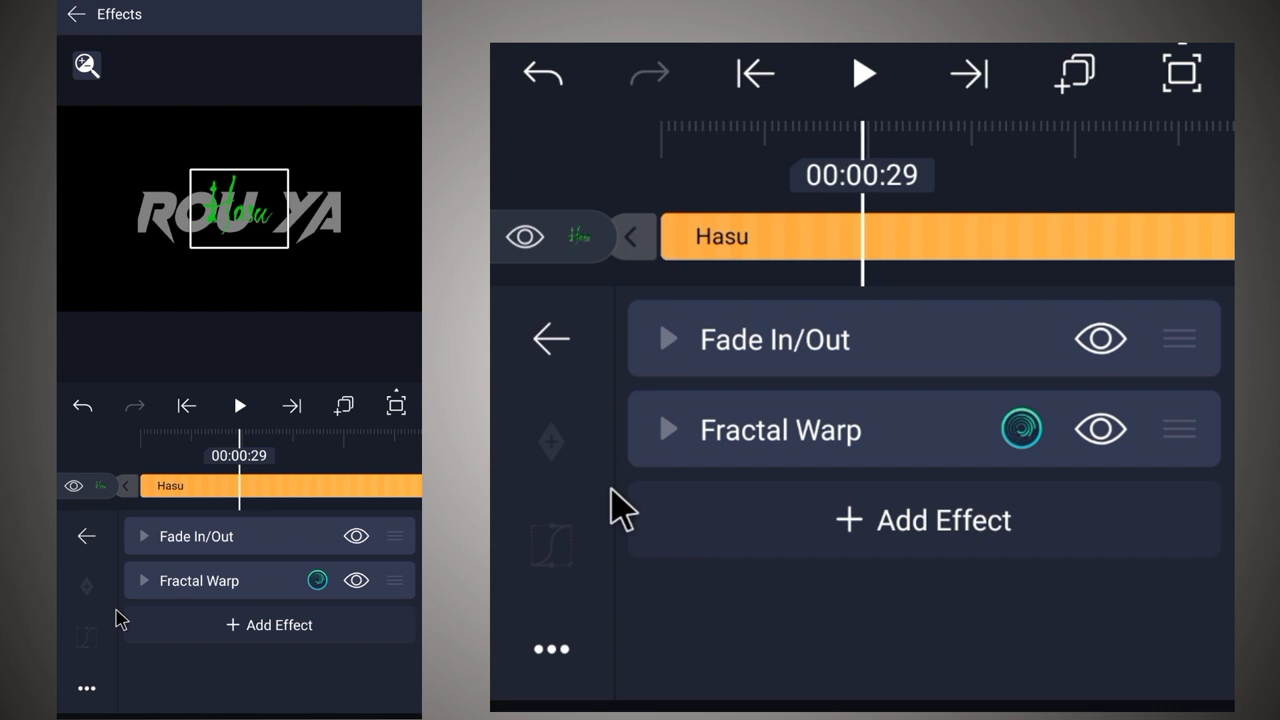 Effects
ROU YA
Hasu
00:00:29
Hasu
Fade In/Out
Fractal Warp
+ Add Effect
00:00:29
Hasu
Hasu
Fade In/Out
Fractal Warp
+ Add Effect